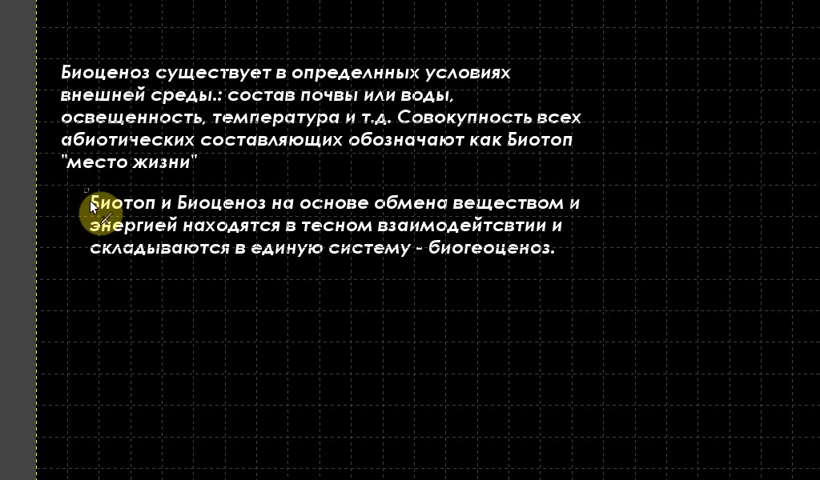 Биоценоз существует в определнных условиях
внешней среды.: состав почвы или воды,
освещенность, температура и т.д. Совокупность всех
абиотических составляющих обозначают как Биотоп
"место жизни"
Биотоп и Биоценоз на основе обмена веществом и
энергией находятся в тесном взаимодейтсвтии и
складываются в единую систему - биогеоценоз.